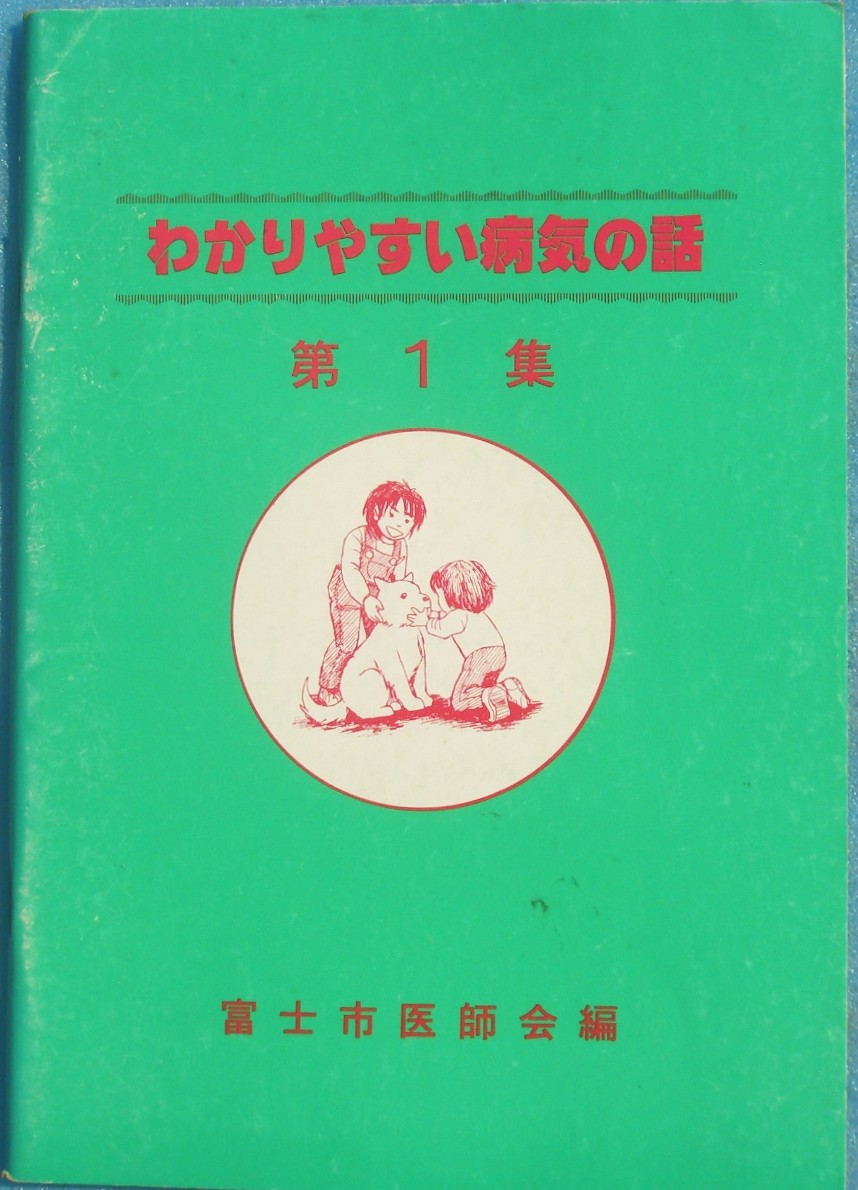 わかりやすい病気の話
第1集
富士市医師会編